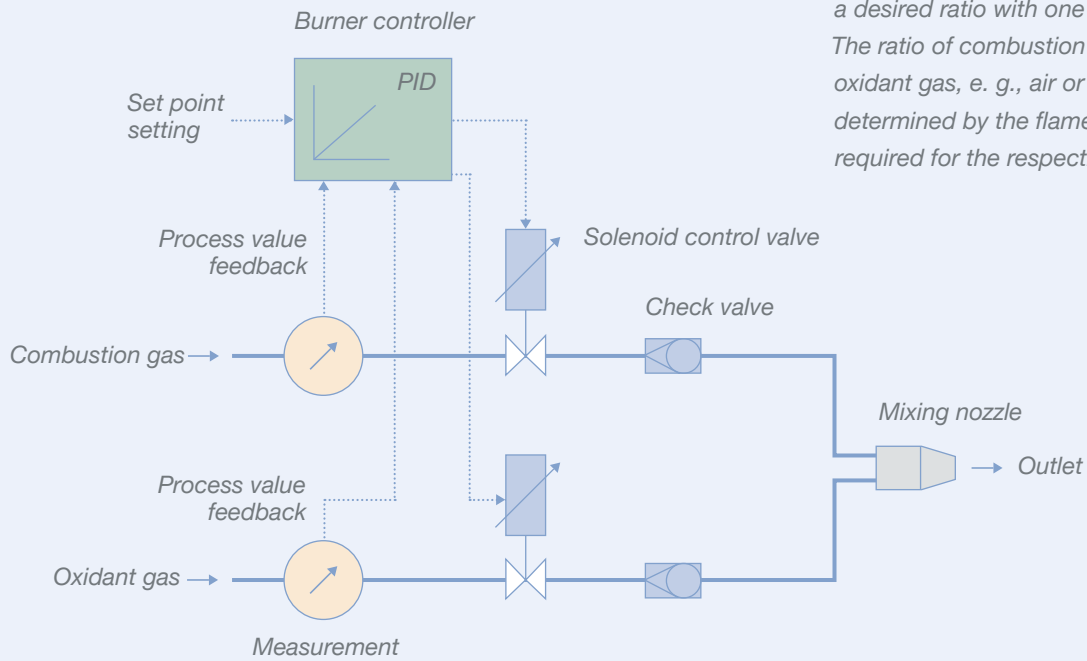 Burner controller
PID
Set point
setting
Process value
feedback
Solenoid control valve
Check valve
Combustion gas
Mixing nozzle
Outlet
Process value
feedback
Oxidant gas
Measurement
a desired ratio with one
The ratio of combustion
oxidant gas, e. g., air or
determined by the flame
required for the respect